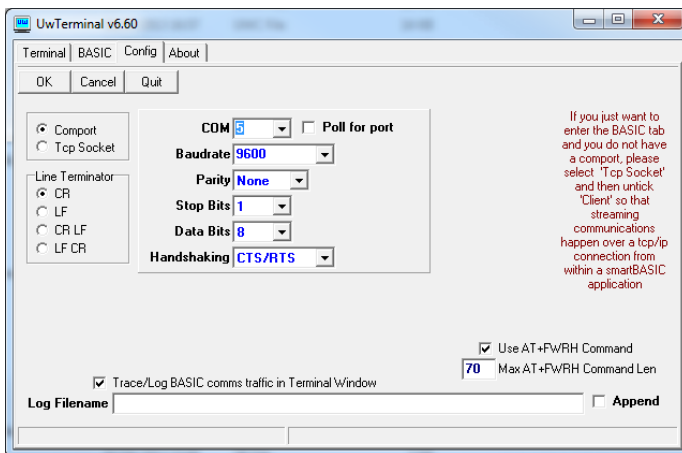 UwTerminal v6.60
Terminal BASIC Config About
OK Cancel Quit
Comport
Tcp Socket
Line Terminator
CR
LF
CR LF
LF CR
COM 5 Poll for port
Baudrate 9600
Parity None
Stop Bits 1
Data Bits 8
Handshaking CTS/RTS
If you just want to
enter the BASIC tab
and you do not have
a comport, please
select 'Tcp Socket'
and then untick
'Client' so that
streaming
communications
happen over a tcp/ip
connection from
within a smartBASIC
application
Use AT+FWRH Command
70 Max AT+FWRH Command Len
Trace/Log BASIC comms traffic in Terminal Window
Log Filename Append